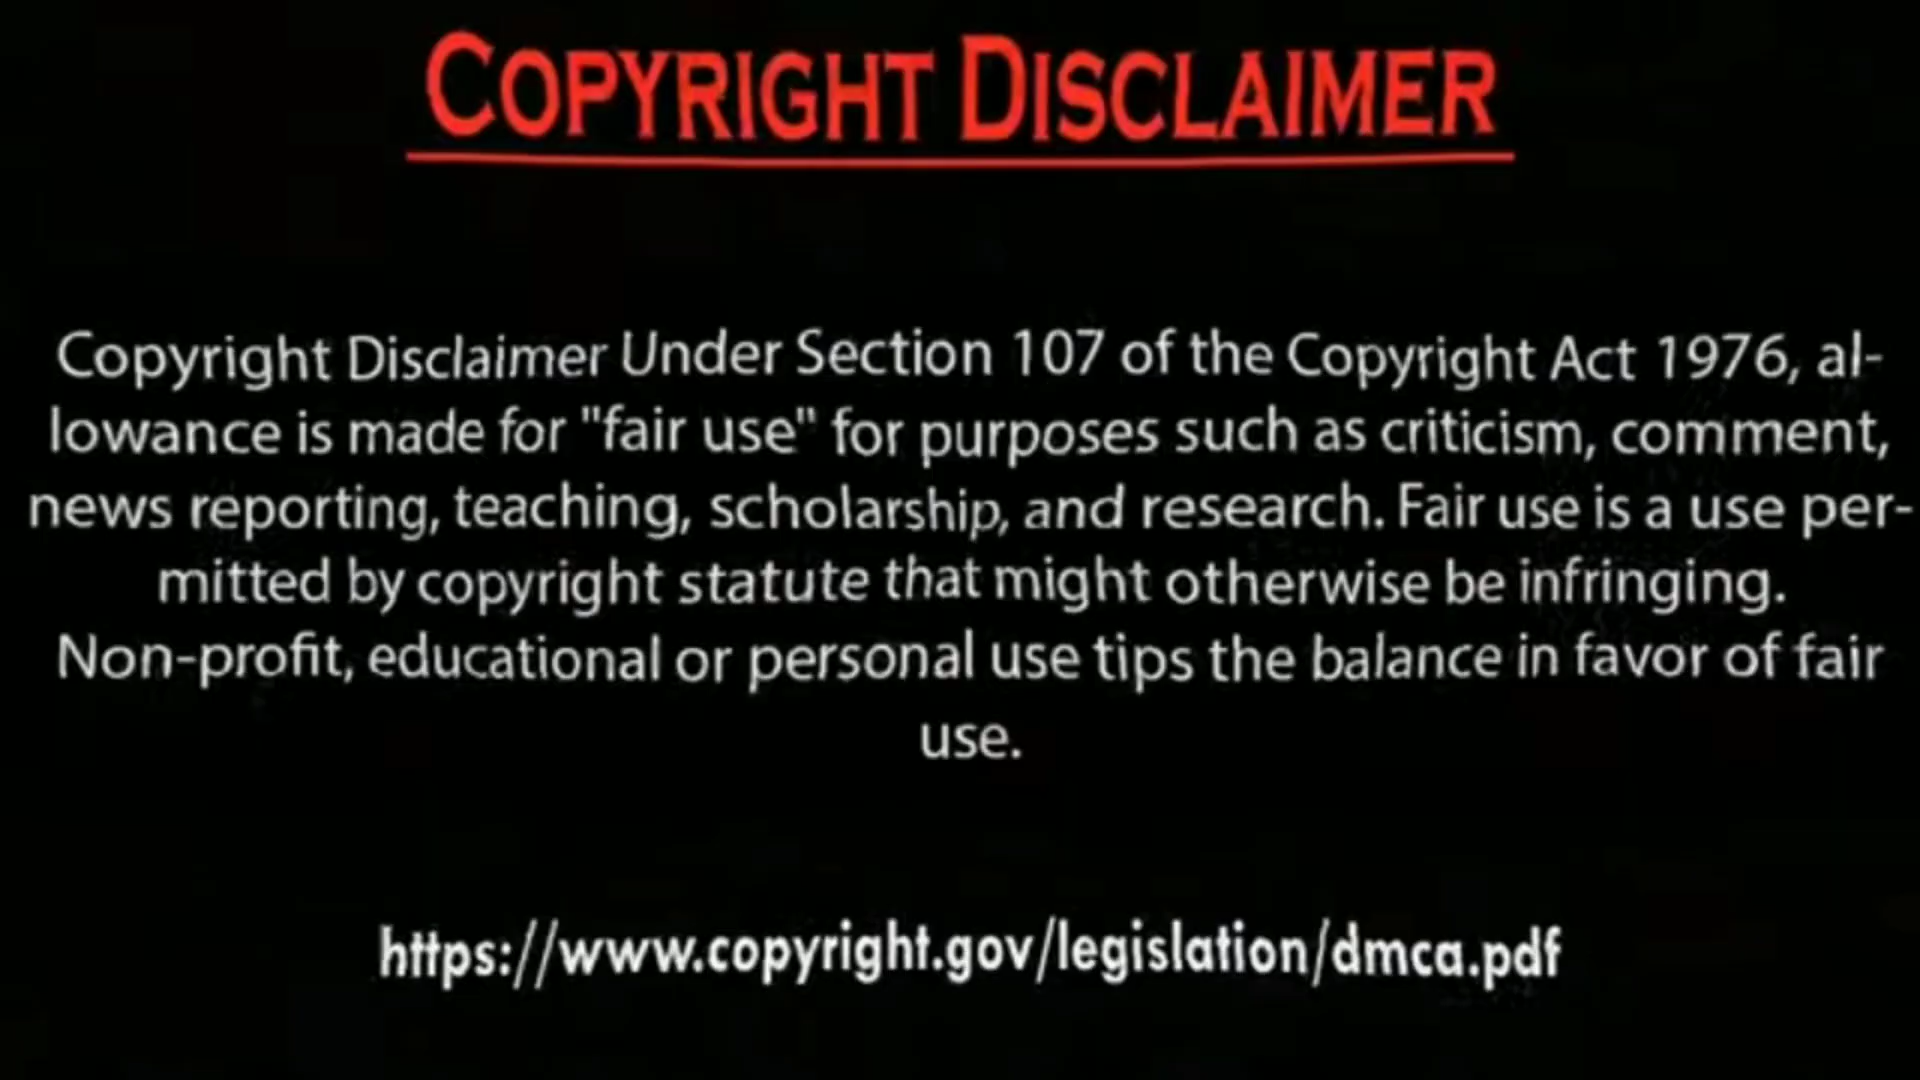 COPYRIGHT DISCLAIMER
Copyright Disclaimer Under Section 107 of the Copyright Act 1976, al-
lowance is made for "fair use" for purposes such as criticism, comment,
news reporting, teaching, scholarship, and research. Fair use is a use per-
mitted by copyright statute that might otherwise be infringing.
Non-profit, educational or personal use tips the balance in favor of fair
use.
https://www.copyright.gov/legislation/dmca.pdf